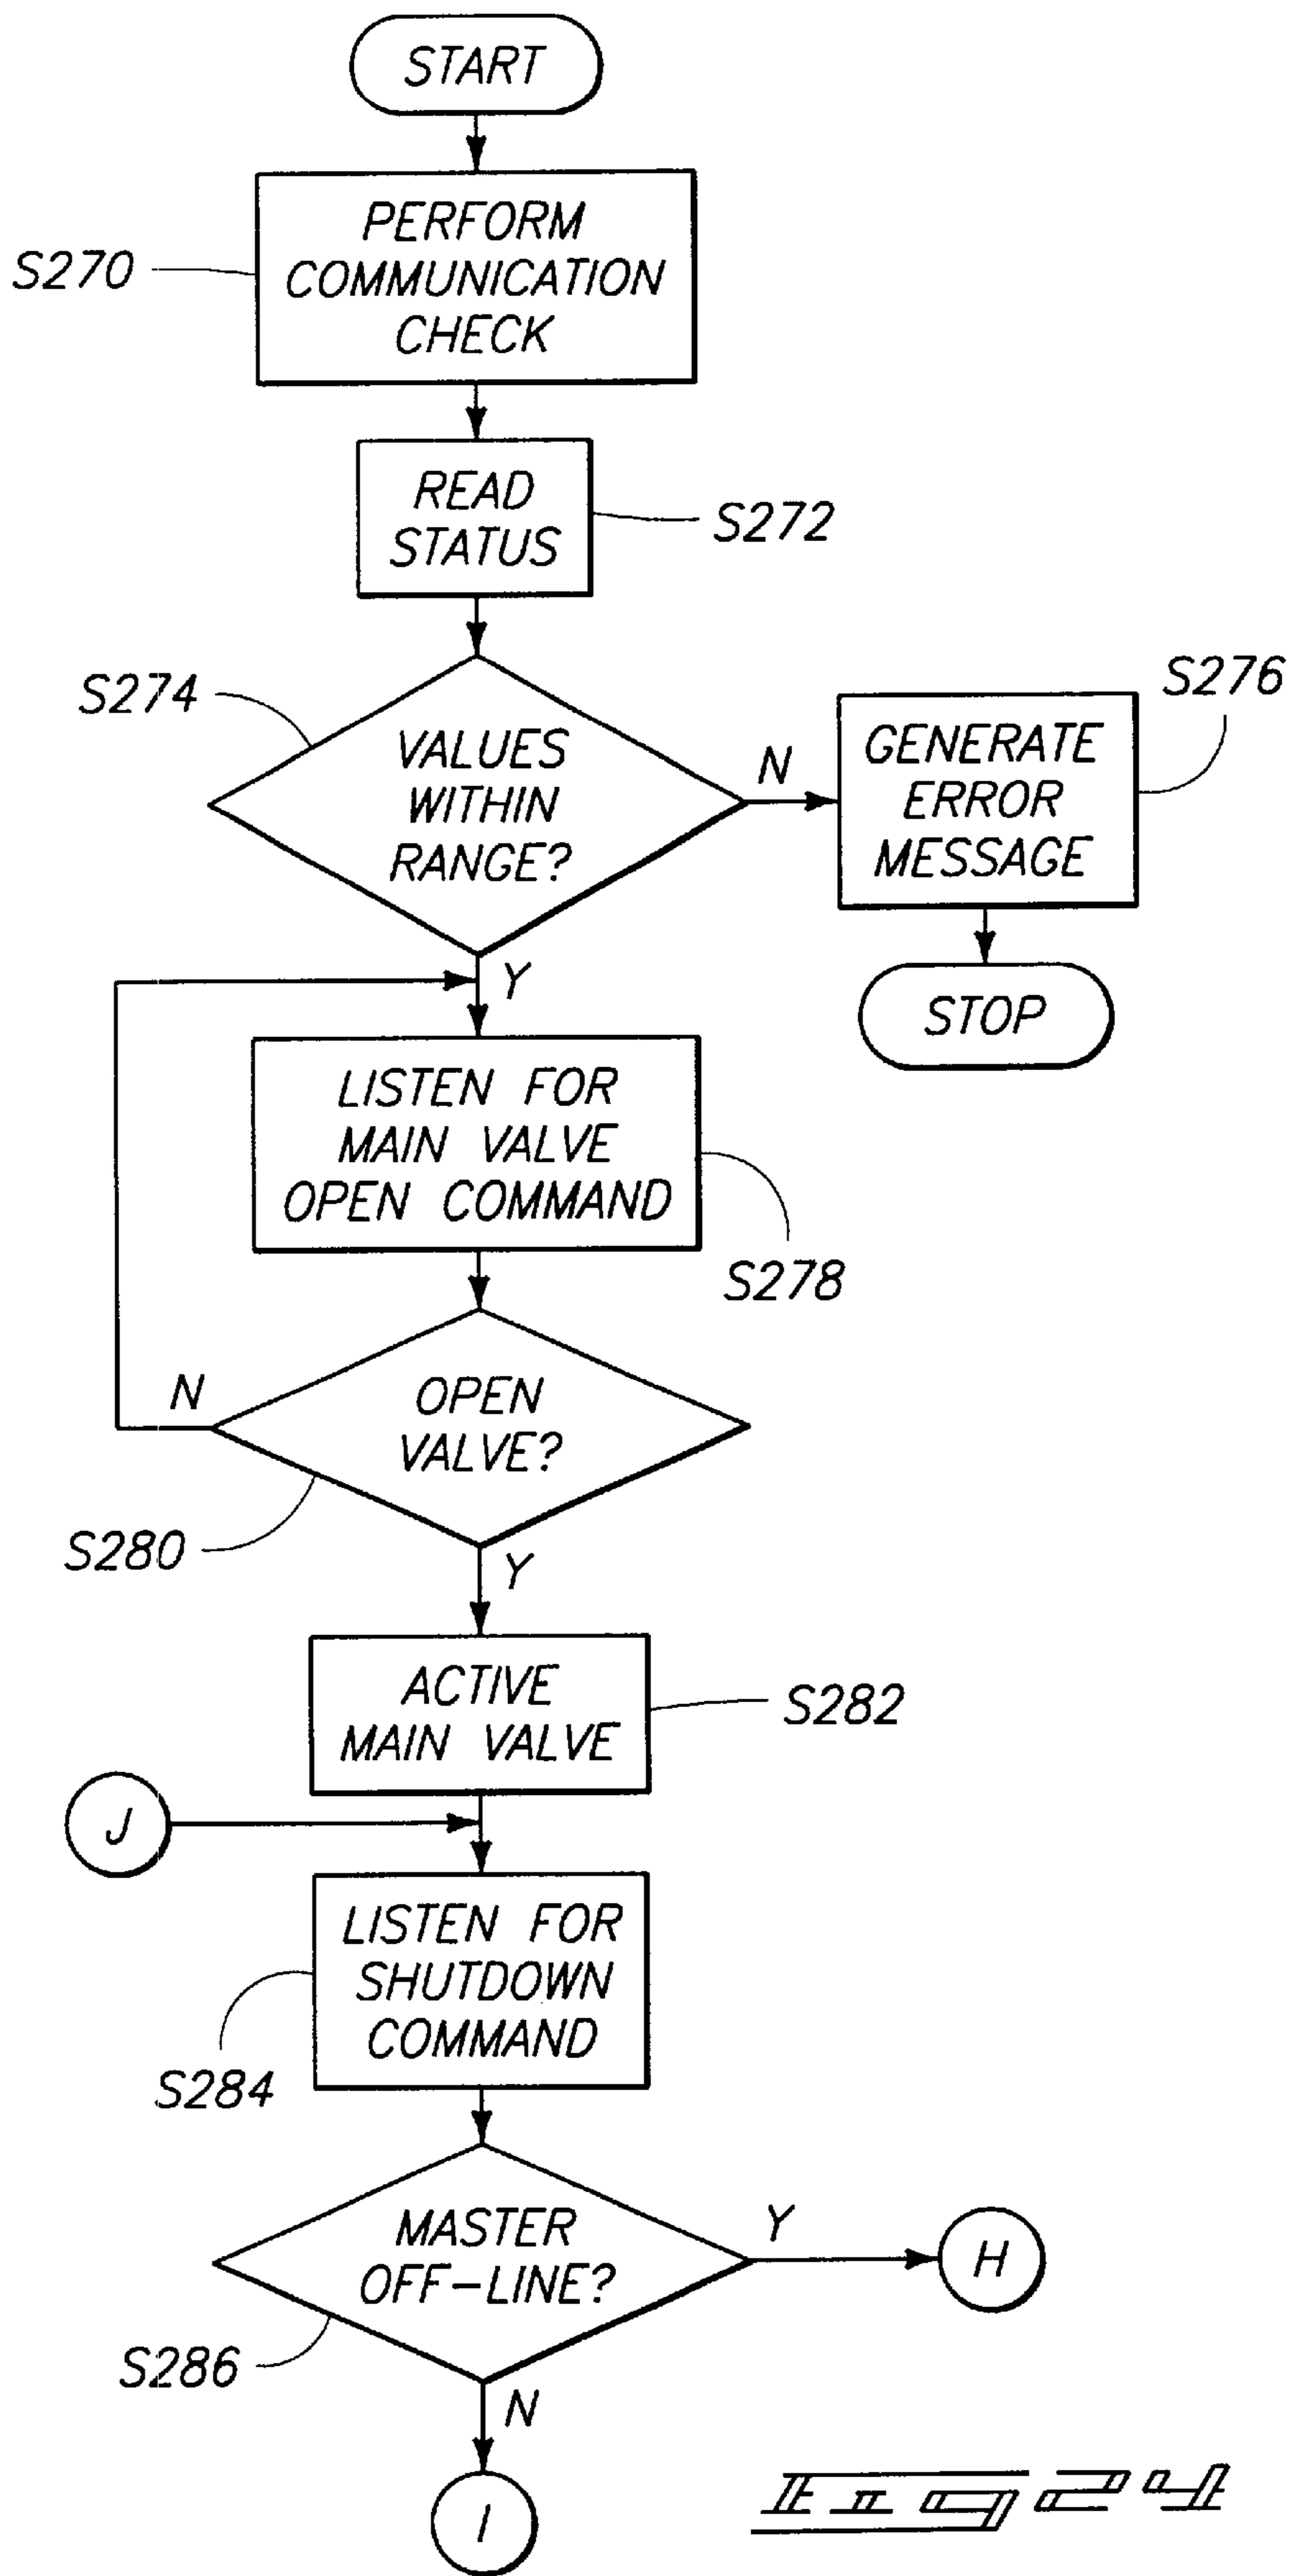 START
PERFORM
COMMUNICATION
CHECK
S270
READ
STATUS
S272
S274
VALUES
WITHIN
RANGE?
N
GENERATE
ERROR
MESSAGE
S276
STOP
Y
LISTEN FOR
MAIN VALVE
OPEN COMMAND
S278
N
OPEN
VALVE?
S280
Y
ACTIVE
MAIN VALVE
S282
J
LISTEN FOR
SHUTDOWN
COMMAND
S284
MASTER
OFF-LINE?
Y
H
S286
N
I
Fig 24